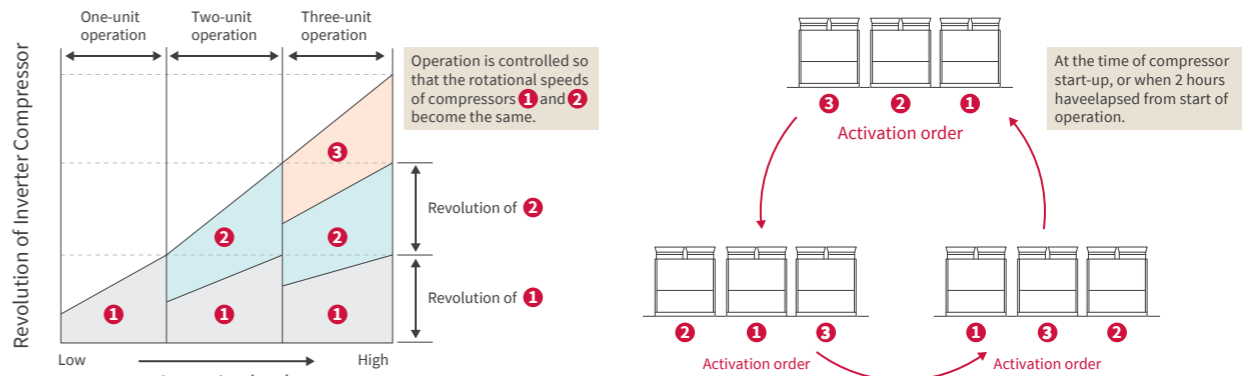 One-unit
operation
Two-unit
operation
Three-unit
operation
Revolution of Inverter Compressor
Operation is controlled so
that the rotational speeds
of compressors 1 and 2
become the same.
3
2
2
1
1
1
Revolution of 2
Revolution of 1
Low
High
3
2
1
Activation order
At the time of compressor
start-up, or when 2 hours
haveelapsed from start of
operation.
2
1
3
Activation order
1
3
2
Activation order